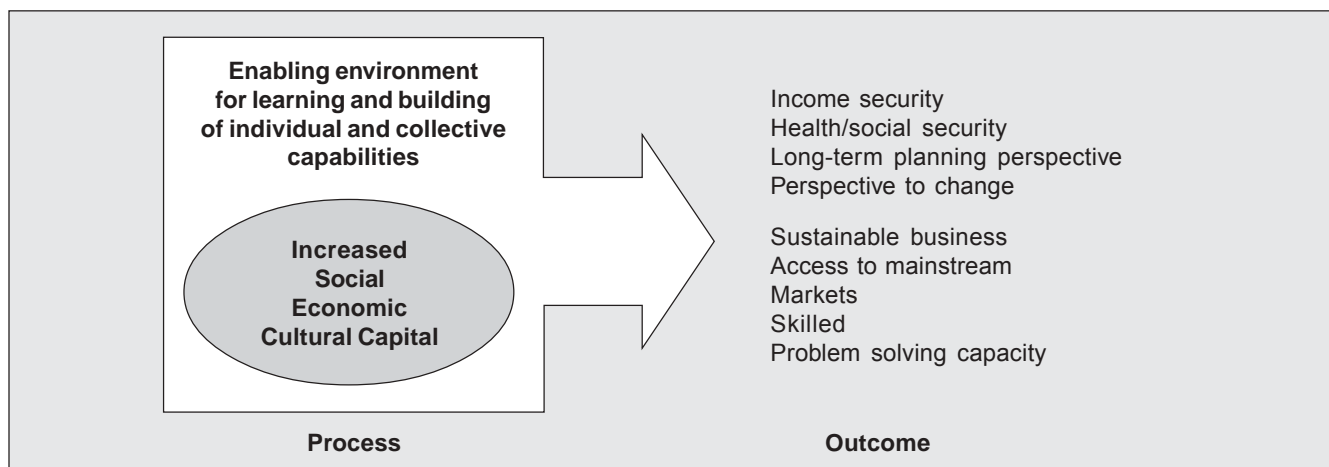 Enabling environment
for learning and building
of individual and collective
capabilities
Increased
Social
Economic
Cultural Capital
Process
Income security
Health/social security
Long-term planning perspective
Perspective to change
Sustainable business
Access to mainstream
Markets
Skilled
Problem solving capacity
Outcome